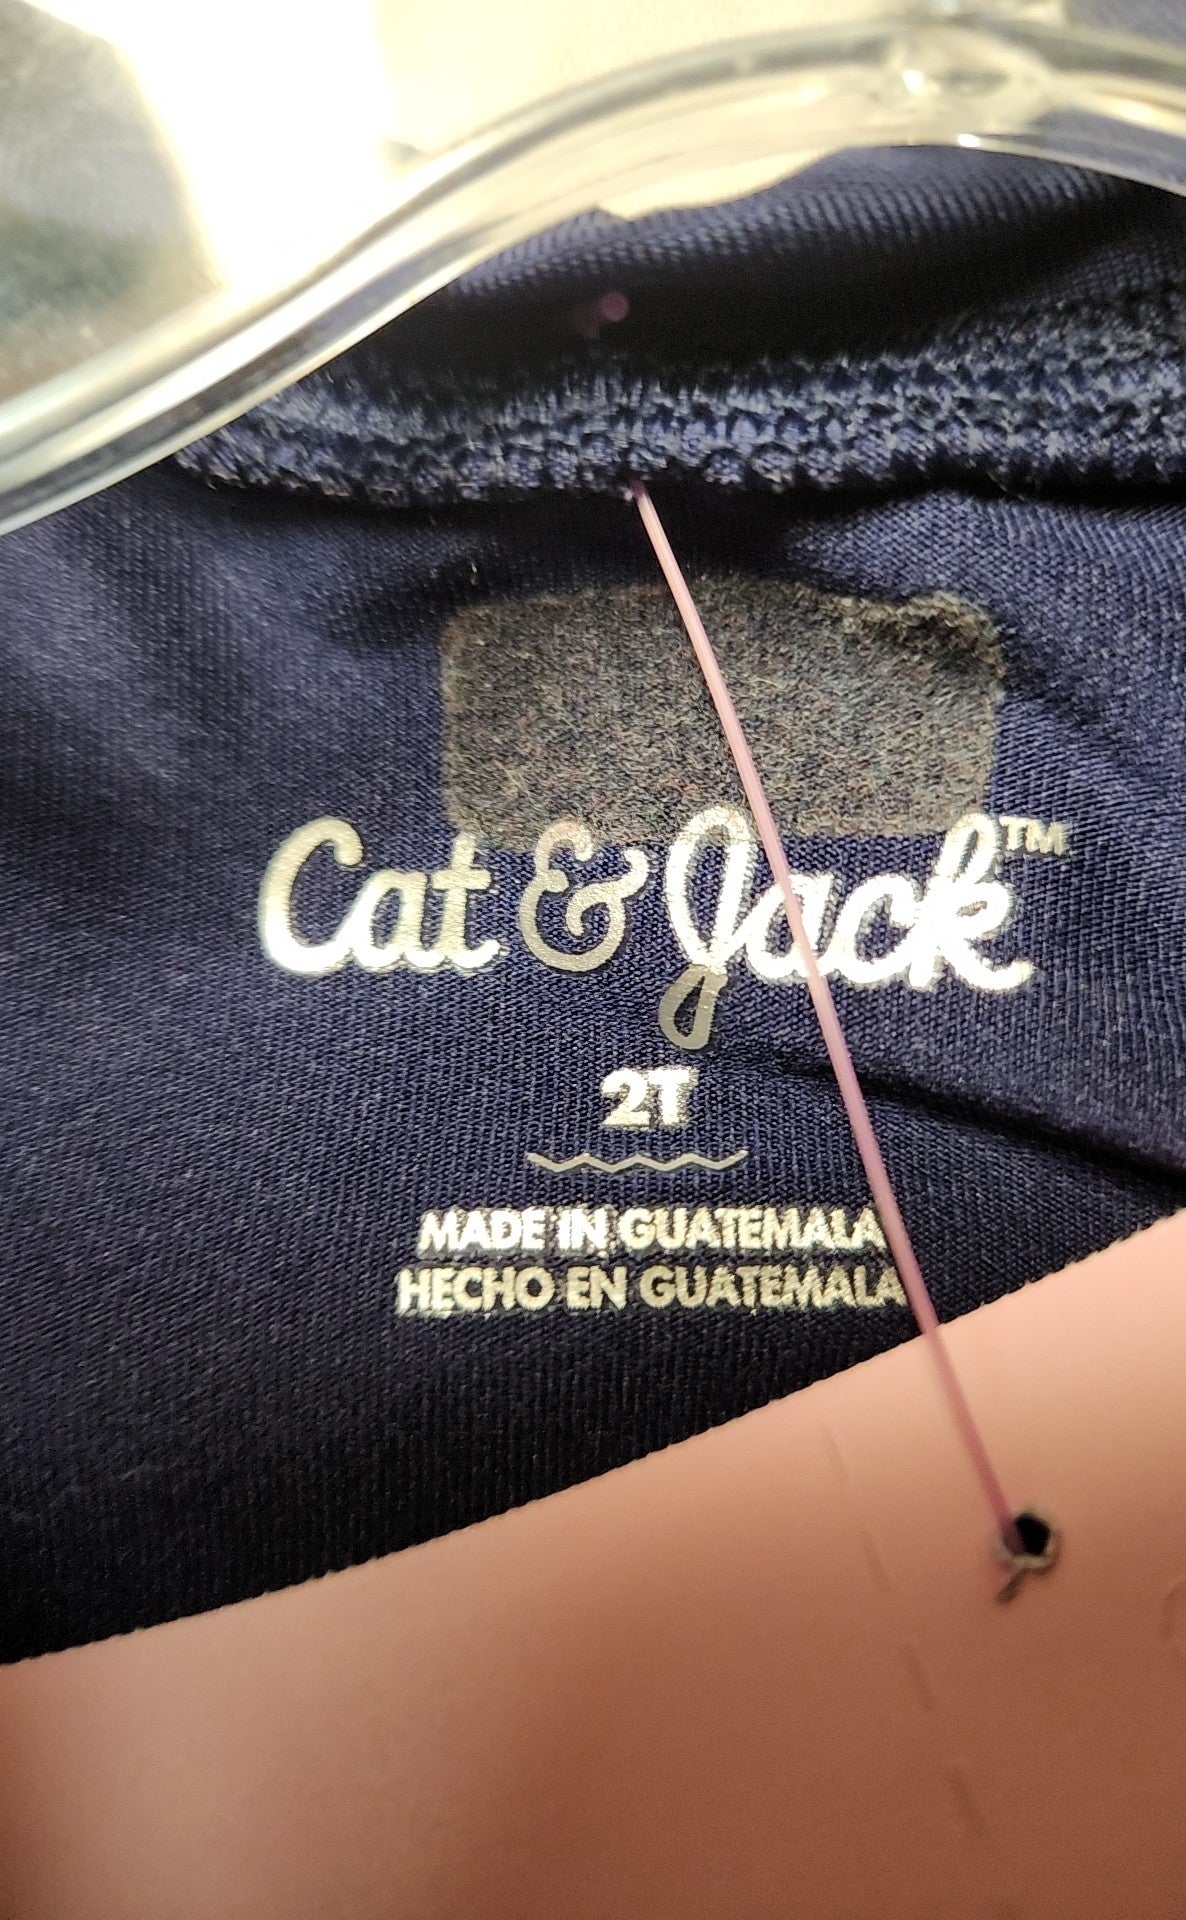 Cat & Jack™
2T
MADE IN GUATEMALA
HECHO EN GUATEMALA